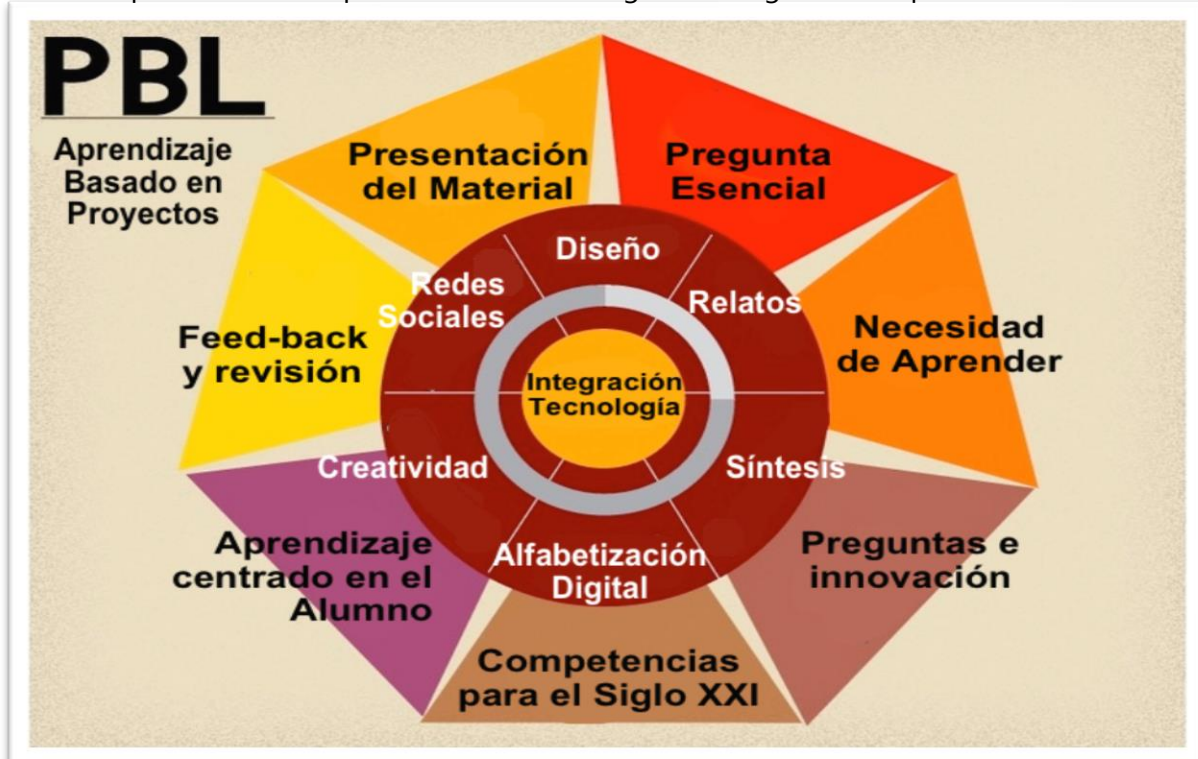 PBL
Aprendizaje
Basado en
Proyectos
Presentación
del Material
Pregunta
Esencial
Necesidad
de Aprender
Preguntas e
innovación
Competencias
para el Siglo XXI
Aprendizaje
centrado en el
Alumno
Feed-back
y revisión
Diseño
Relatos
Síntesis
Alfabetización
Digital
Creatividad
Redes
Sociales
Integración
Tecnología